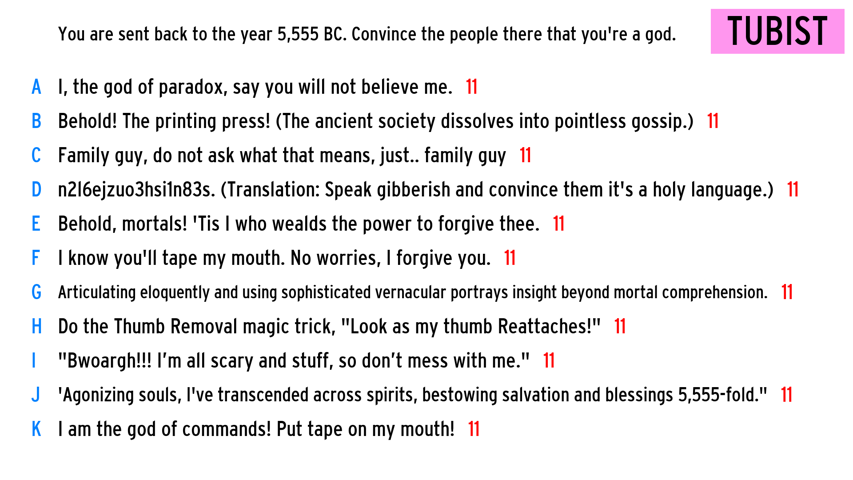 You are sent back to the year 5,555 BC. Convince the people there that you're a god.
TUBIST
A I, the god of paradox, say you will not believe me. 11
B Behold! The printing press! (The ancient society dissolves into pointless gossip.) 11
C Family guy, do not ask what that means, just.. family guy 11
D n2l6ejzuo3hsi1n83s. (Translation: Speak gibberish and convince them it's a holy language.) 11
E Behold, mortals! 'Tis I who wealds the power to forgive thee. 11
F I know you'll tape my mouth. No worries, I forgive you. 11
G Articulating eloquently and using sophisticated vernacular portrays insight beyond mortal comprehension. 11
H Do the Thumb Removal magic trick, "Look as my thumb Reattaches!" 11
I "Bwoargh!!! I’m all scary and stuff, so don’t mess with me." 11
J 'Agonizing souls, I've transcended across spirits, bestowing salvation and blessings 5,555-fold." 11
K I am the god of commands! Put tape on my mouth! 11